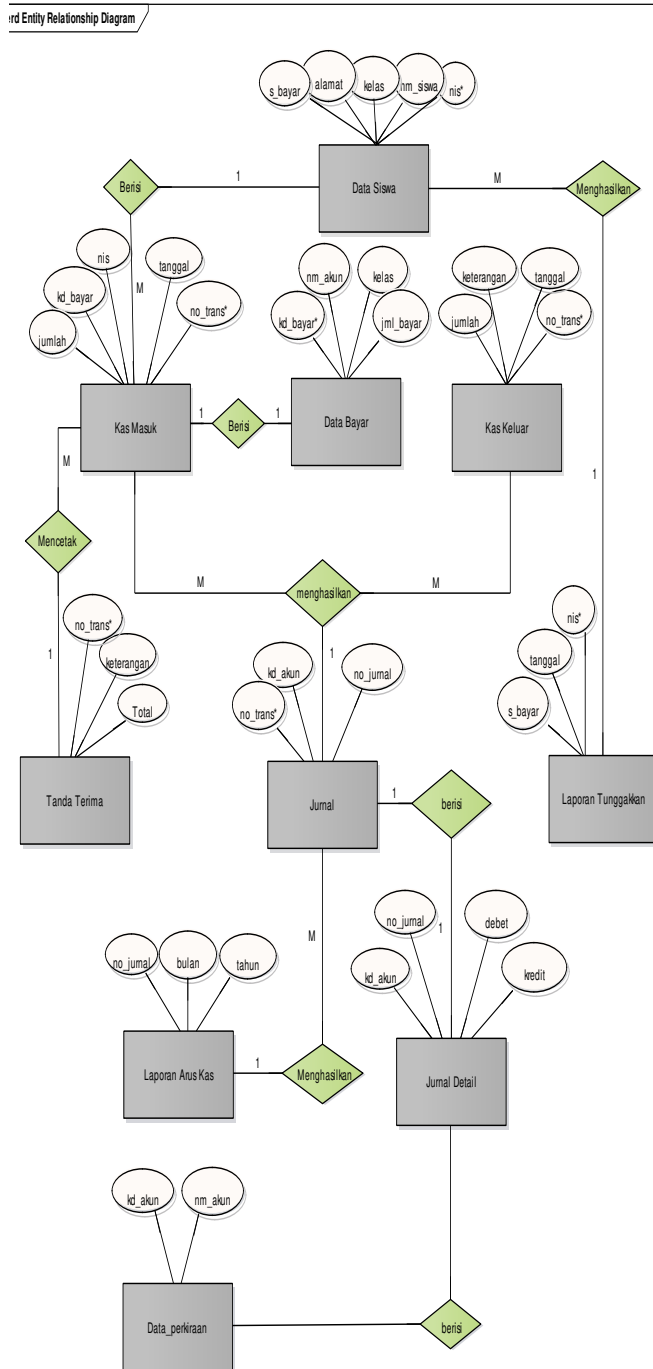 erd Entity Relationship Diagram
s_bayar
alamat
kelas
nm_siswa
nis*
Berisi
1
Data Siswa
M
Menghasilkan
nis
tanggal
kd_bayar
no_trans*
jumlah
M
nm_akun
kelas
kd_bayar*
jml_bayar
keterangan
tanggal
jumlah
no_trans*
Kas Masuk
1
Berisi
1
Data Bayar
Kas Keluar
M
1
Mencetak
M
menghasilkan
M
no_trans*
keterangan
Total
1
1
kd_akun
no_jurnal
no_trans*
nis*
tanggal
s_bayar
Tanda Terima
Jurnal
1
berisi
Laporan Tunggakkan
M
no_jurnal
debet
1
kd_akun
kredit
no_jurnal
bulan
tahun
Laporan Arus Kas
1
Menghasilkan
Jurnal Detail
kd_akun
nm_akun
Data_perkiraan
berisi